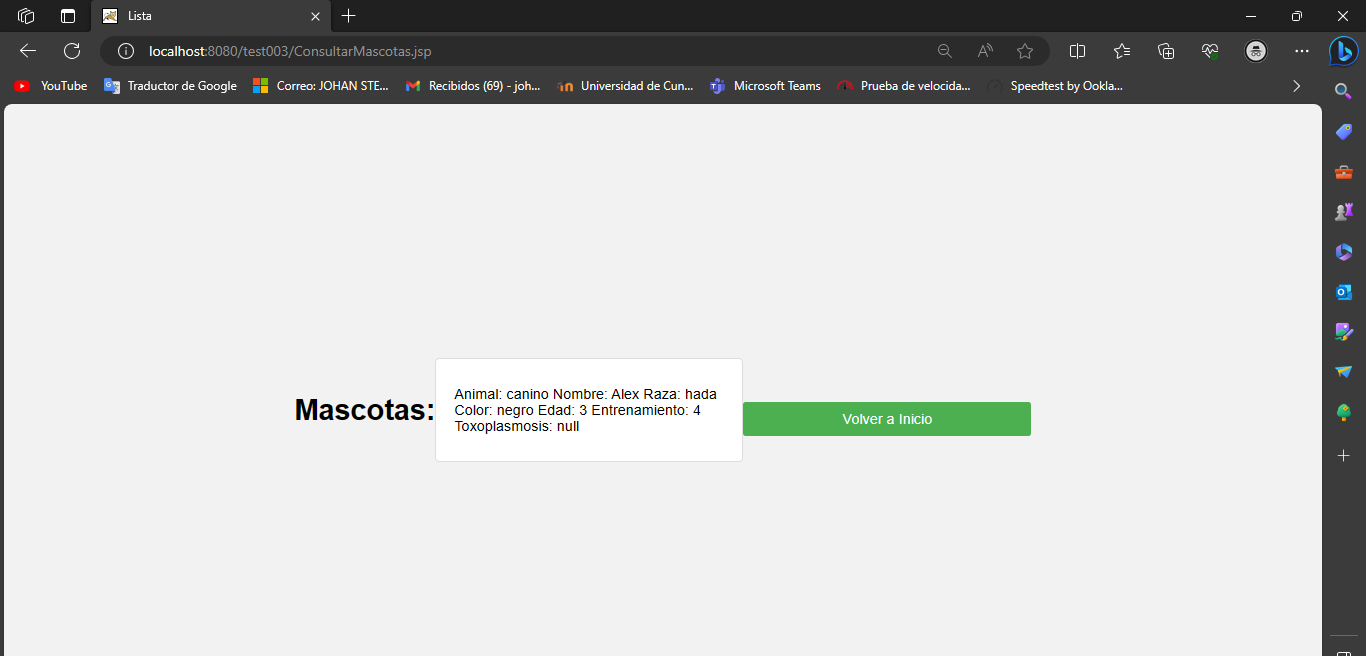 Lista
localhost:8080/test003/ConsultarMascotas.jsp
YouTube
Traductor de Google
Correo: JOHAN STE...
Recibidos (69) - joh...
Universidad de Cun...
Microsoft Teams
Prueba de velocida...
Speedtest by Ookla...
Mascotas:
Animal: canino Nombre: Alex Raza: hada
Color: negro Edad: 3 Entrenamiento: 4
Toxoplasmosis: null
Volver a Inicio